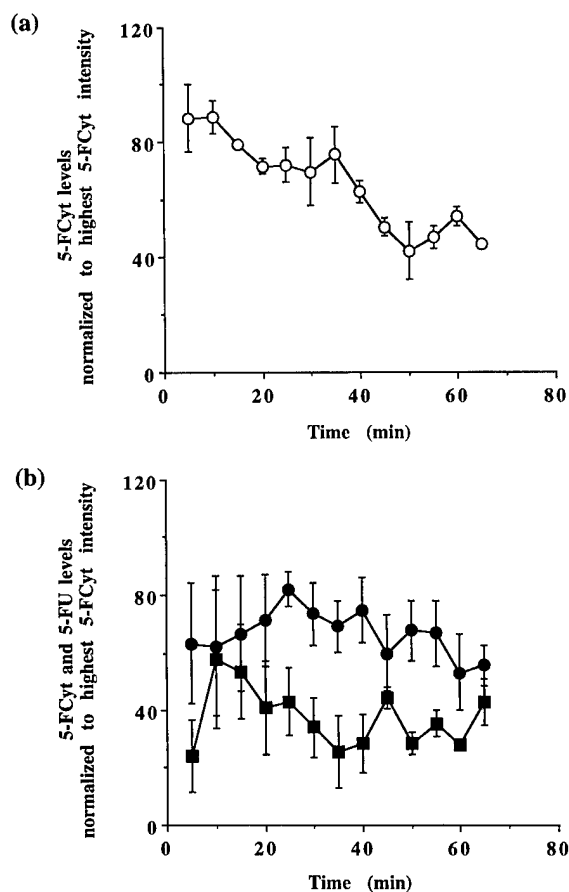 (a)
5-FCyt levels
normalized to highest 5-FCyt intensity
120
80
40
0
0
20
40
60
80
Time (min)
(b)
5-FCyt and 5-FU levels
normalized to highest 5-FCyt intensity
120
80
40
0
0
20
40
60
80
Time (min)